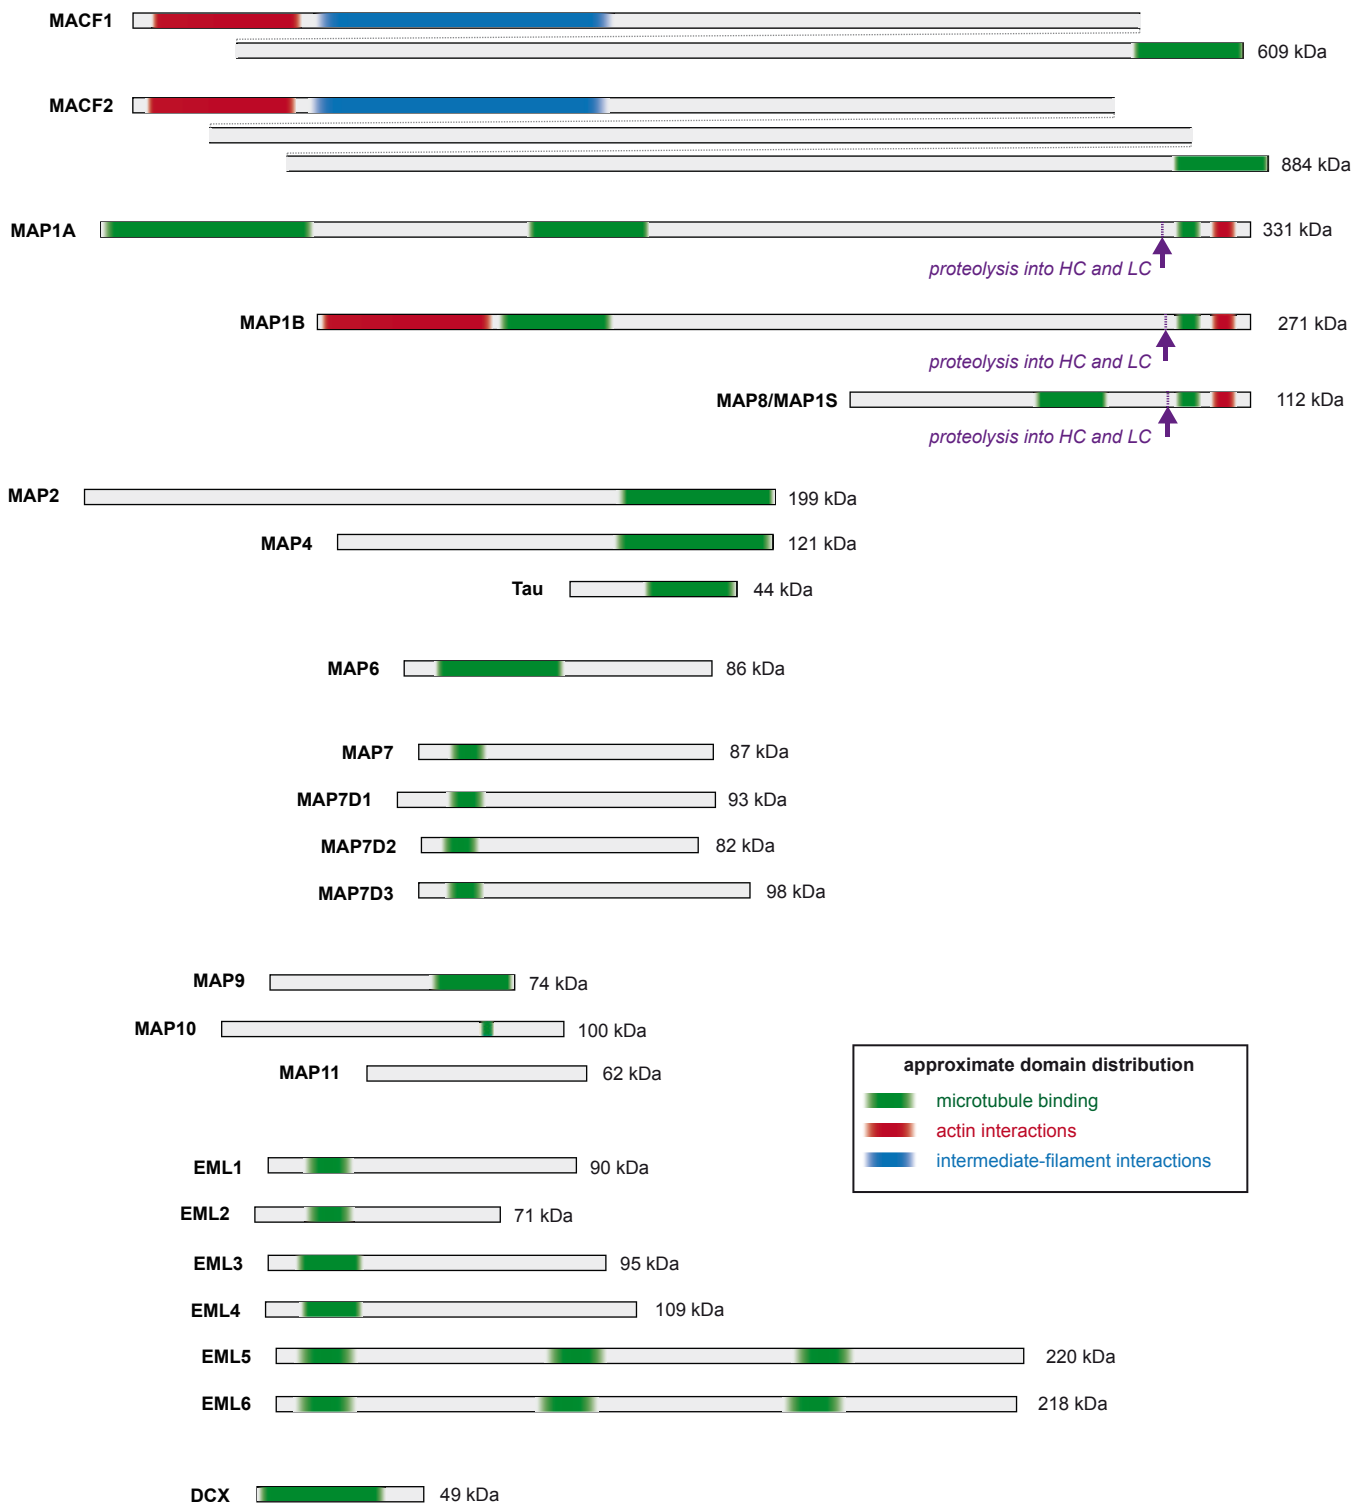 MACF1
609 kDa
MACF2
884 kDa
MAP1A 331 kDa
proteolysis into HC and LC
MAP1B 271 kDa
proteolysis into HC and LC
MAP8/MAP1S 112 kDa
proteolysis into HC and LC
MAP2 199 kDa
MAP4 121 kDa
Tau 44 kDa
MAP6 86 kDa
MAP7 87 kDa
MAP7D1 93 kDa
MAP7D2 82 kDa
MAP7D3 98 kDa
MAP9 74 kDa
MAP10 100 kDa
MAP11 62 kDa
approximate domain distribution
microtubule binding
actin interactions
intermediate-filament interactions
EML1 90 kDa
EML2 71 kDa
EML3 95 kDa
EML4 109 kDa
EML5 220 kDa
EML6 218 kDa
DCX 49 kDa